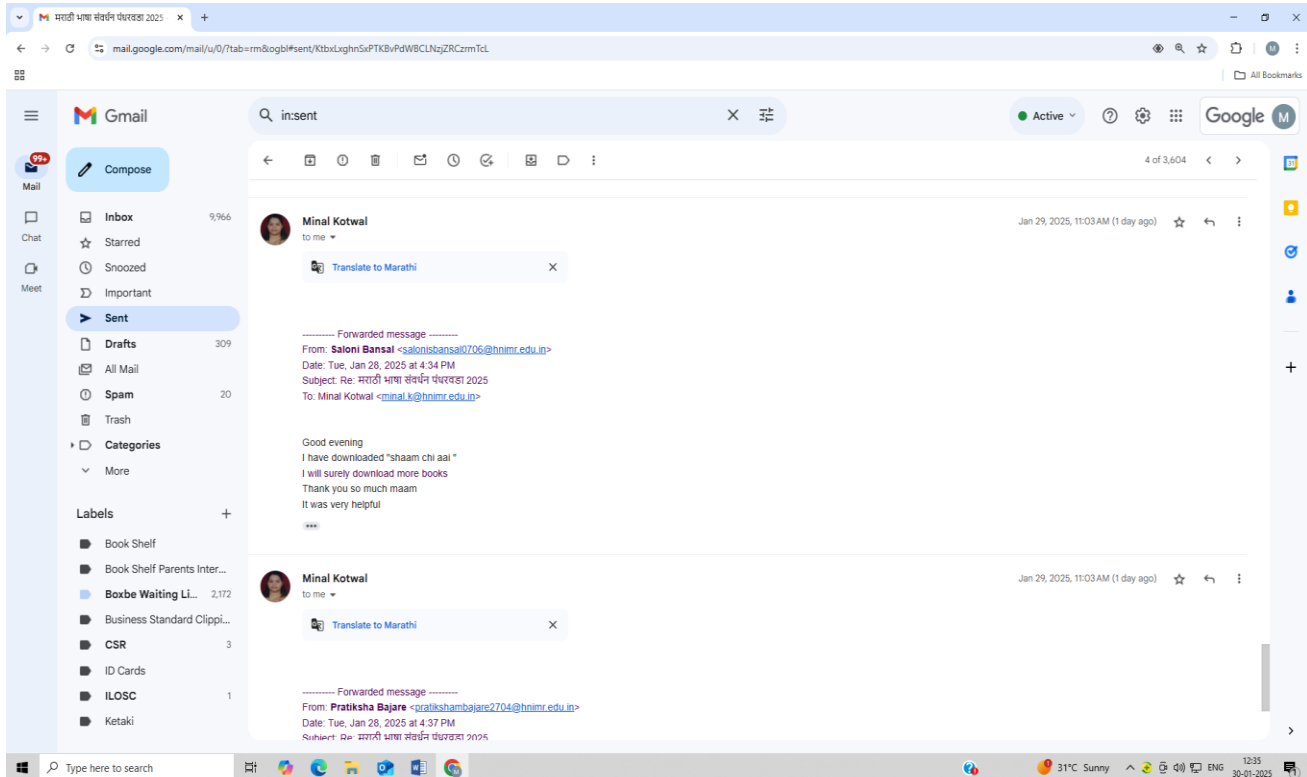 मराठी भाषा संवर्धन पंधरवडा 2025
mail.google.com/mail/u/0/?tab=rm&ogbl#sent/KtbxLxghnSxPTKBvPdWBCLNzjZRCzrmTcL
M
All Bookmarks
Gmail
in:sent
Active
Google
M
99+
Mail
Chat
Meet
Compose
Inbox 9,966
Starred
Snoozed
Important
Sent
Drafts 309
All Mail
Spam 20
Trash
Categories
More
Labels
Book Shelf
Book Shelf Parents Inter...
Boxbe Waiting Li... 2,172
Business Standard Clippi...
CSR 3
ID Cards
ILOSC 1
Ketaki
4 of 3,604
31
Minal Kotwal
Jan 29, 2025, 11:03 AM (1 day ago)
to me
Translate to Marathi
---------- Forwarded message ---------
From: Saloni Bansal <salonisbansal0706@hnimr.edu.in>
Date: Tue, Jan 28, 2025 at 4:34 PM
Subject: Re: मराठी भाषा संवर्धन पंधरवडा 2025
To: Minal Kotwal <minal.k@hnimr.edu.in>
Good evening
I have downloaded "shaam chi aai "
I will surely download more books
Thank you so much maam
It was very helpful
Minal Kotwal
Jan 29, 2025, 11:03 AM (1 day ago)
to me
Translate to Marathi
---------- Forwarded message ---------
From: Pratiksha Bajare <pratikshambajare2704@hnimr.edu.in>
Date: Tue, Jan 28, 2025 at 4:37 PM
Subject: Re: मराठी भाषा संवर्धन पंधरवडा 2025
Type here to search
31°C Sunny
ENG
12:35
30-01-2025